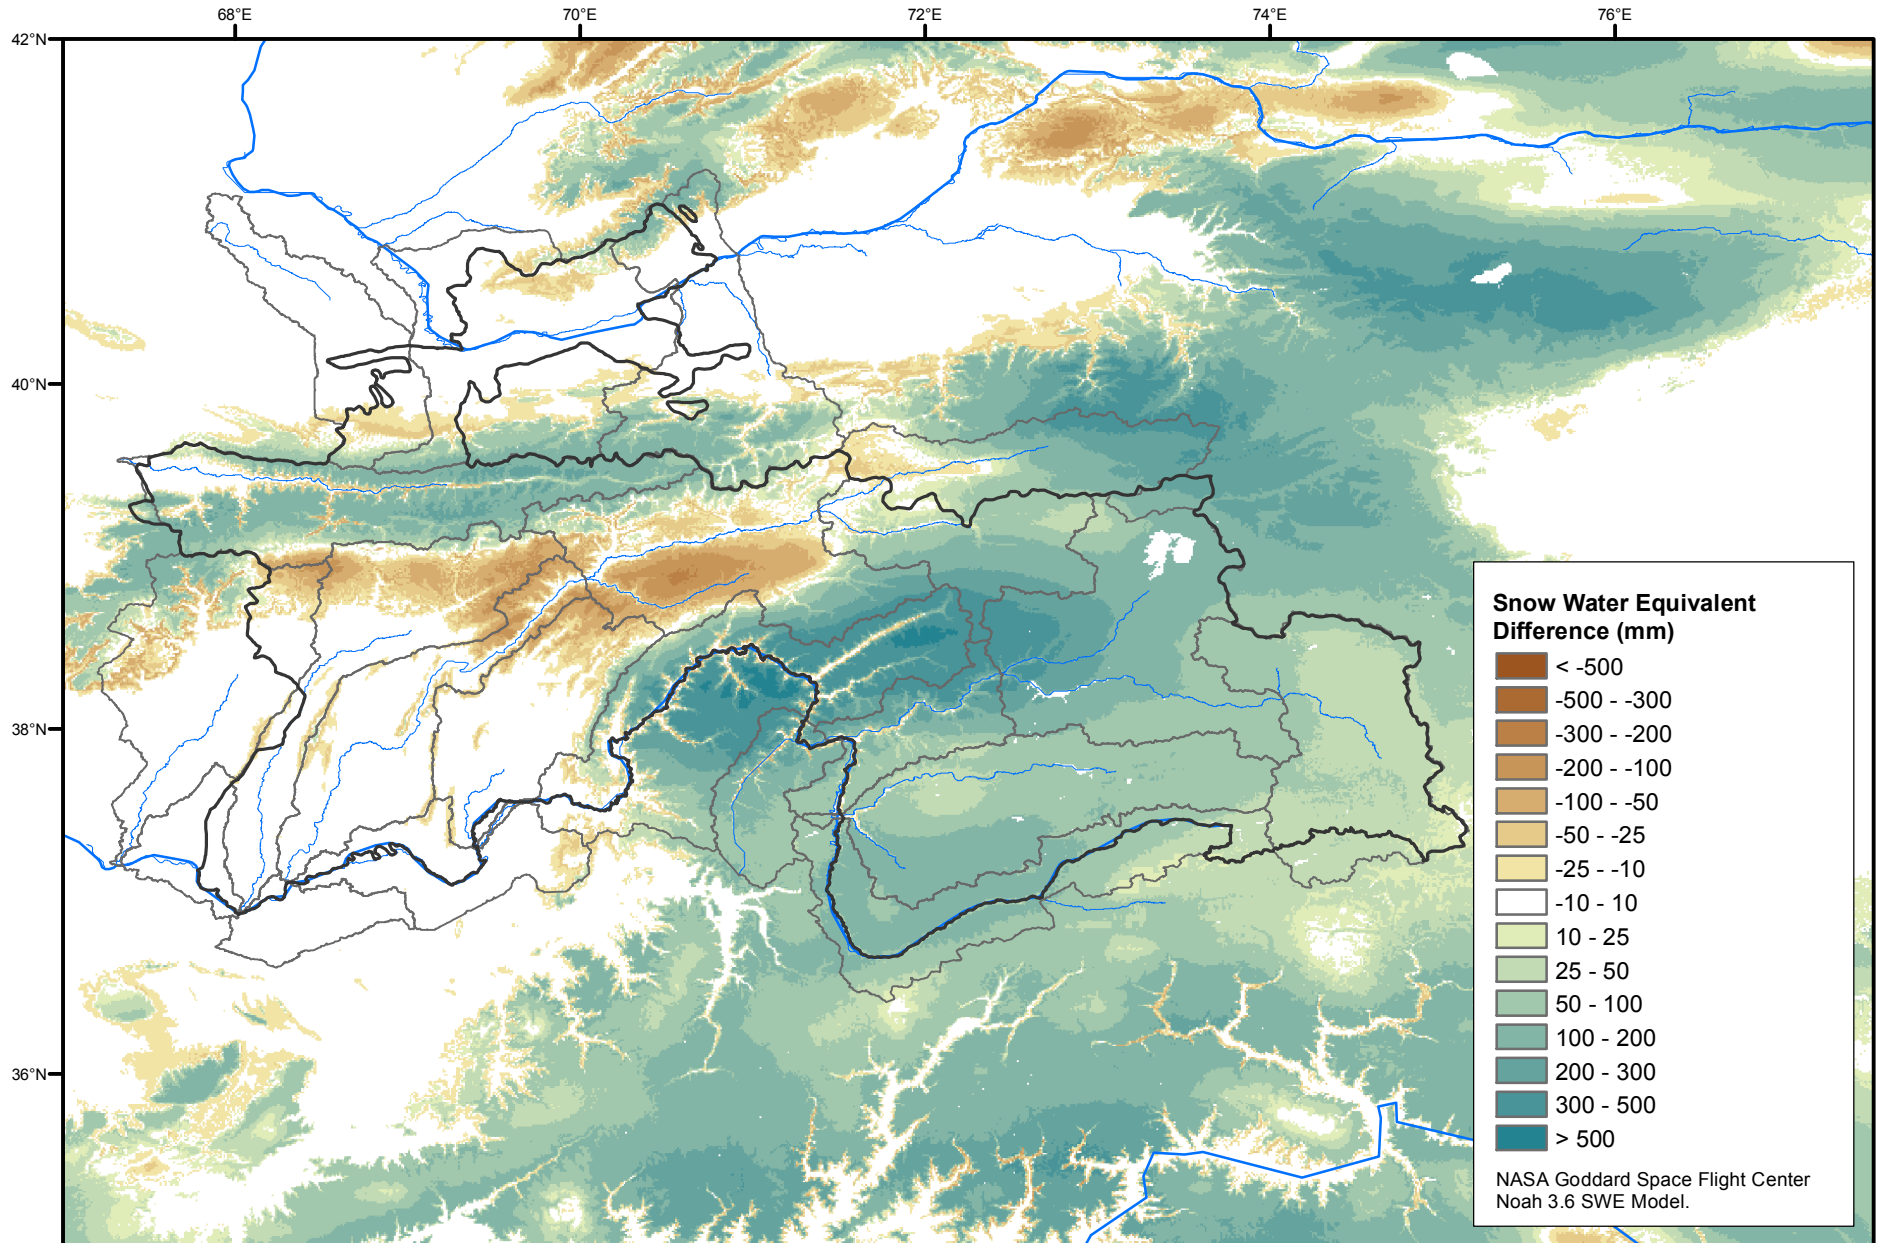 68°E 70°E 72°E 74°E 76°E
42°N
40°N
38°N
36°N
Snow Water Equivalent
Difference (mm)
< -500
-500 - -300
-300 - -200
-200 - -100
-100 - -50
-50 - -25
-25 - -10
-10 - 10
10 - 25
25 - 50
50 - 100
100 - 200
200 - 300
300 - 500
> 500
NASA Goddard Space Flight Center
Noah 3.6 SWE Model.